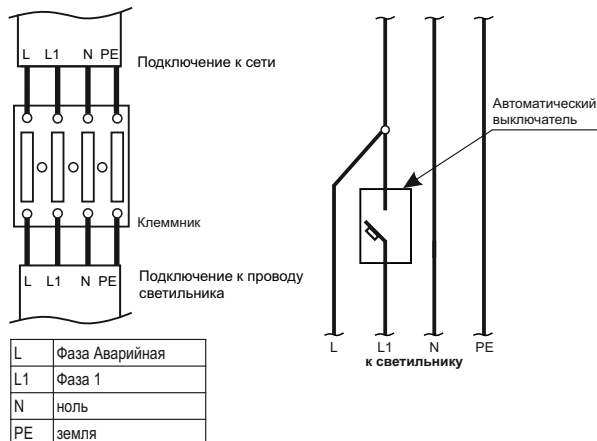 L L1 N PE
Подключение к сети
Клеммник
L L1 N PE
Подключение к проводу
светильника
L Фаза Аварийная
L1 Фаза 1
N ноль
PE земля
Автоматический
выключатель
L L1 N PE
к светильнику